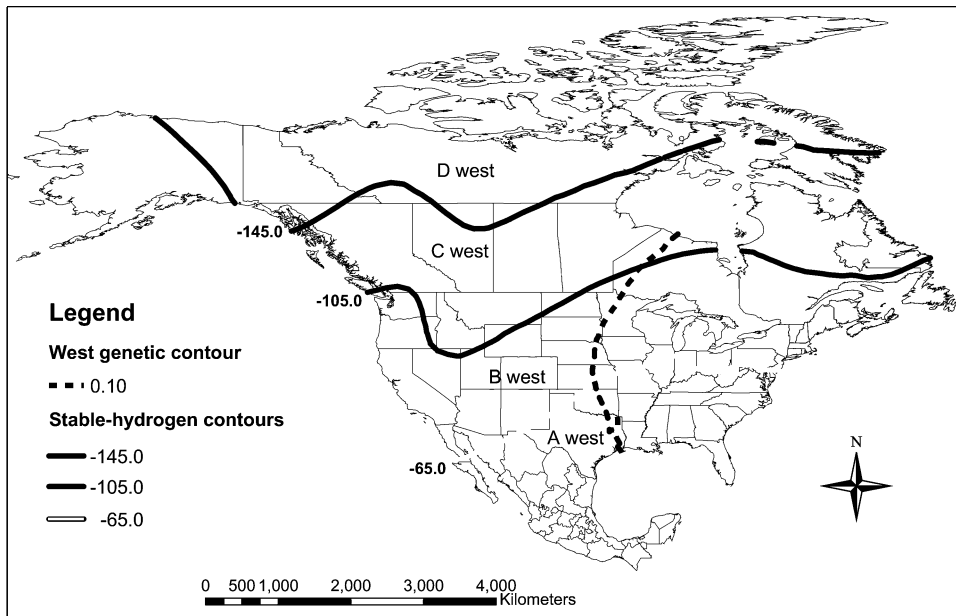 D west
-145.0
C west
-105.0
B west
A west
-65.0
Legend
West genetic contour
0.10
Stable-hydrogen contours
-145.0
-105.0
-65.0
N
0 500 1,000 2,000 3,000 4,000
Kilometers